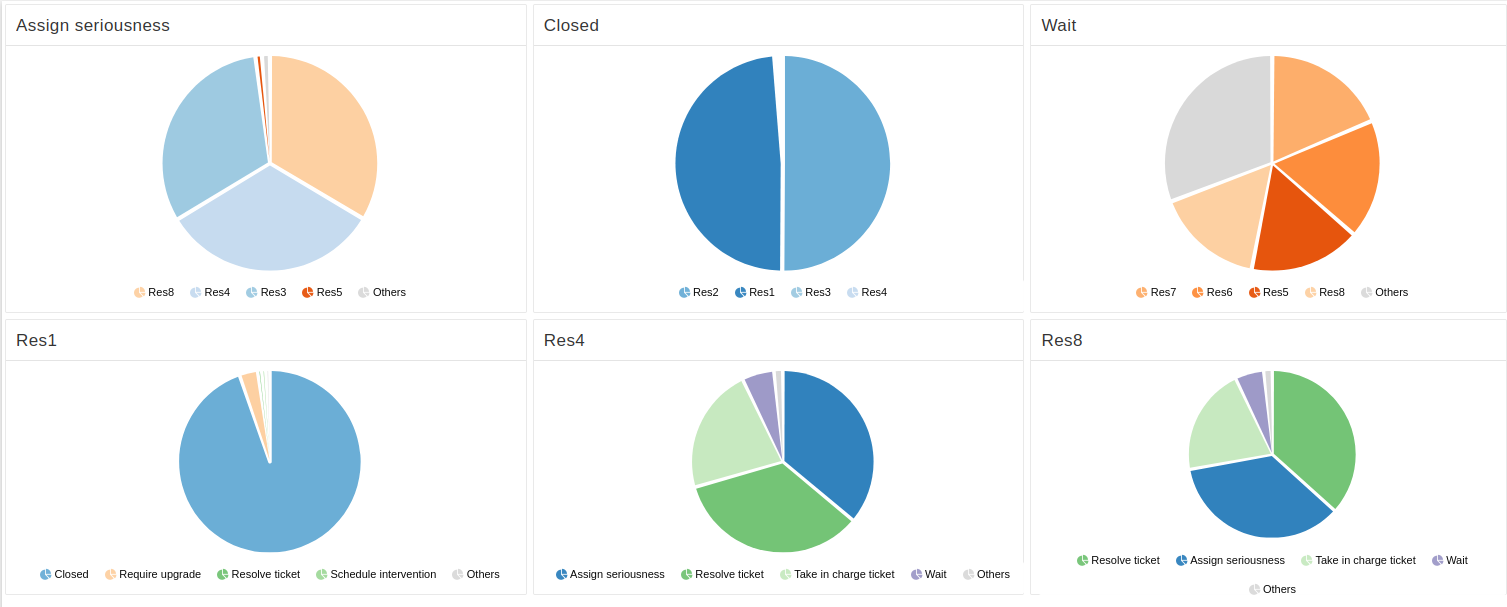 Assign seriousness
Closed
Wait
Res8 Res4 Res3 Res5 Others
Res2 Res1 Res3 Res4
Res7 Res6 Res5 Res8 Others
Res1
Res4
Res8
Closed Require upgrade Resolve ticket Schedule intervention Others
Assign seriousness Resolve ticket Take in charge ticket Wait Others
Resolve ticket Assign seriousness Take in charge ticket Wait
Others